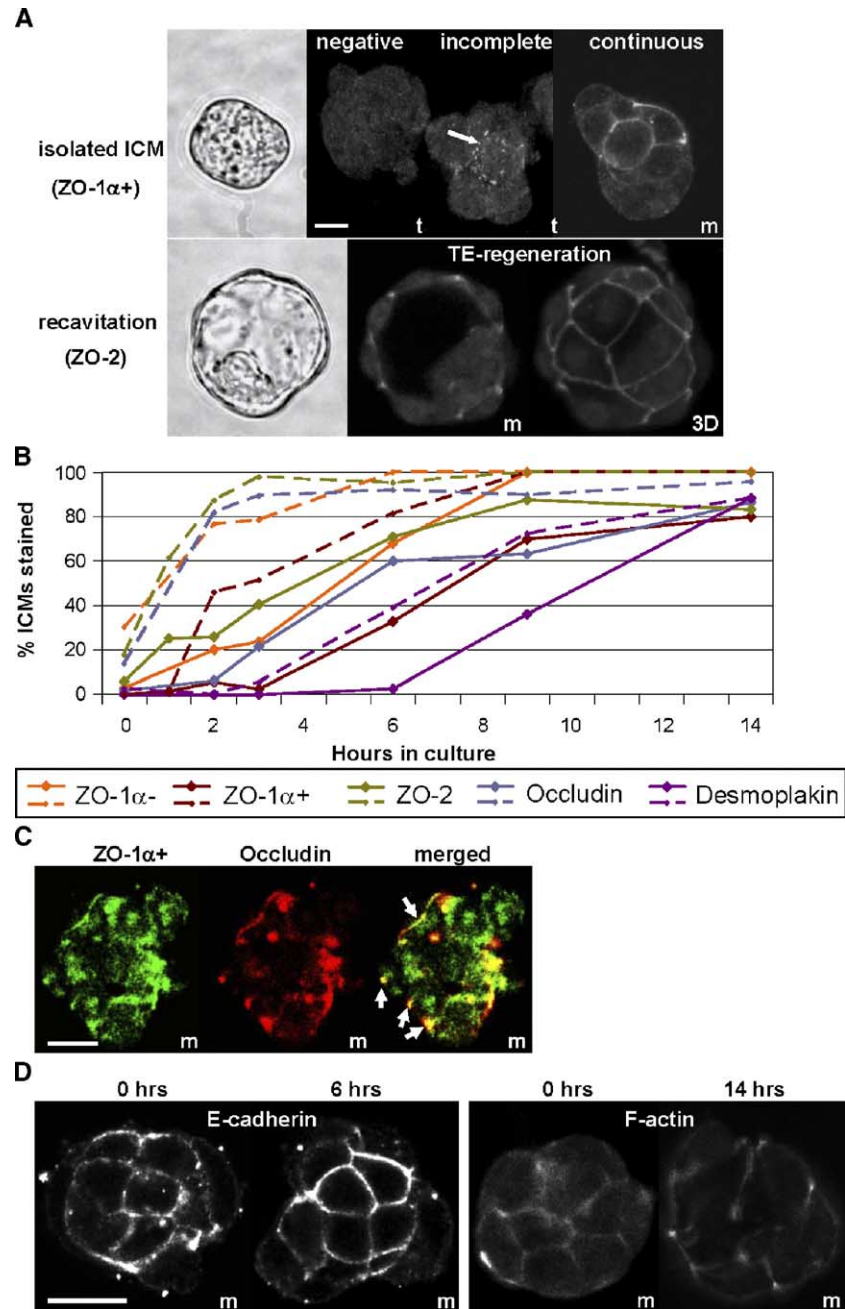 A
negative incomplete continuous
isolated ICM
(ZO-1α+)
t t m
TE-regeneration
recavitation
(ZO-2)
m 3D
B
% ICMs stained
100
80
60
40
20
0
0 2 4 6 8 10 12 14
Hours in culture
ZO-1α- ZO-1α+ ZO-2 Occludin Desmoplakin
C
ZO-1α+ Occludin merged
m m m
D
0 hrs 6 hrs 0 hrs 14 hrs
E-cadherin F-actin
m m m m